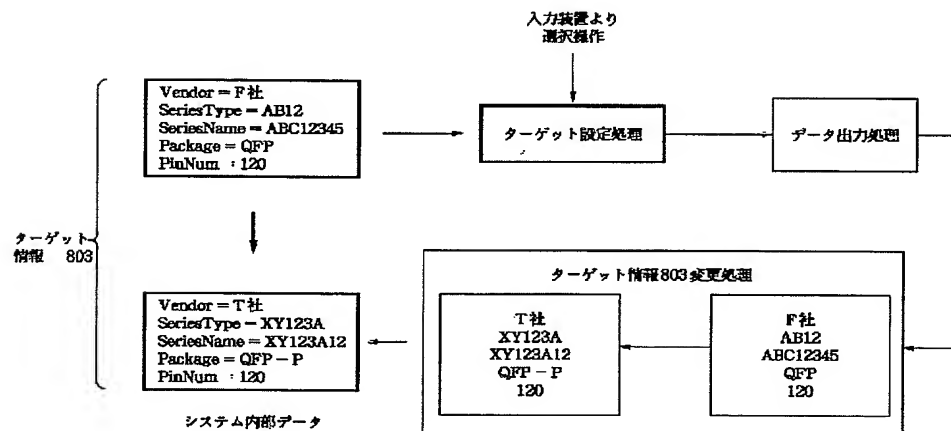 入力装置より
選択操作
Vendor = F社
SeriesType = AB12
SeriesName = ABC12345
Package = QFP
PinNum : 120
ターゲット設定処理
データ出力処理
ターゲット
情報 803
ターゲット情報803変更処理
Vendor = T社
SeriesType - XY123A
SeriesName = XY123A12
Package = QFP - P
PinNum : 120
T社
XY123A
XY123A12
QFP - P
120
F社
AB12
ABC12345
QFP
120
システム内部データ